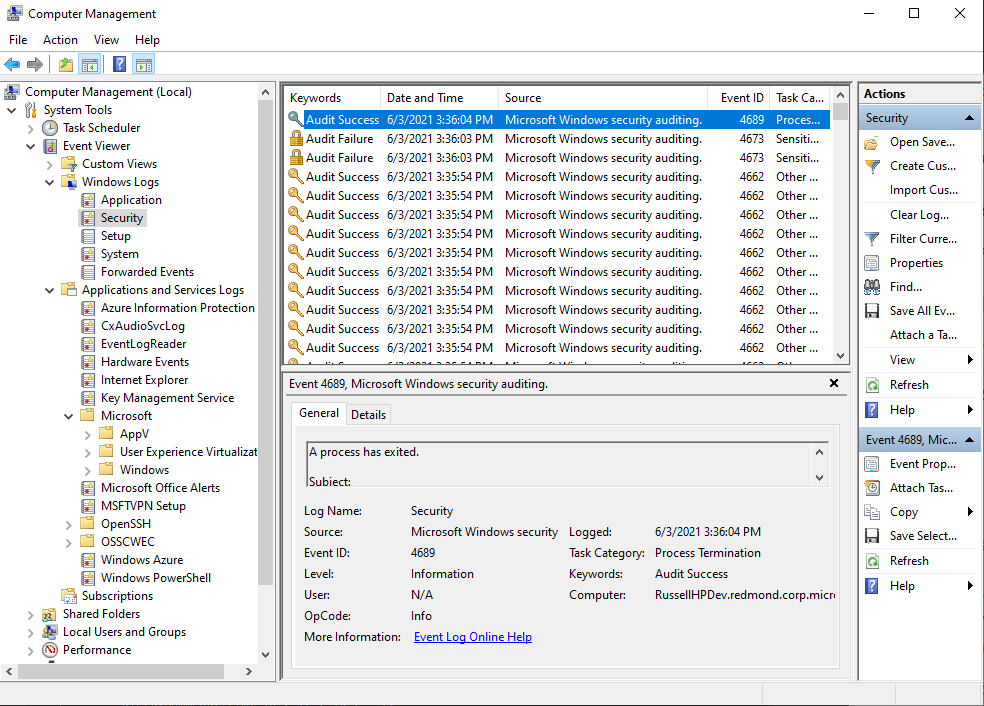 Computer Management
File Action View Help
Computer Management (Local)
System Tools
Task Scheduler
Event Viewer
Custom Views
Windows Logs
Application
Security
Setup
System
Forwarded Events
Applications and Services Logs
Azure Information Protection
CxAudioSvcLog
EventLogReader
Hardware Events
Internet Explorer
Key Management Service
Microsoft
AppV
User Experience Virtualizat
Windows
Microsoft Office Alerts
MSFTVPN Setup
OpenSSH
OSSCWEC
Windows Azure
Windows PowerShell
Subscriptions
Shared Folders
Local Users and Groups
Performance
Keywords Date and Time Source Event ID Task Ca...
Audit Success 6/3/2021 3:36:04 PM Microsoft Windows security auditing. 4689 Proces...
Audit Failure 6/3/2021 3:36:03 PM Microsoft Windows security auditing. 4673 Sensiti...
Audit Failure 6/3/2021 3:36:03 PM Microsoft Windows security auditing. 4673 Sensiti...
Audit Success 6/3/2021 3:35:54 PM Microsoft Windows security auditing. 4662 Other ...
Audit Success 6/3/2021 3:35:54 PM Microsoft Windows security auditing. 4662 Other ...
Audit Success 6/3/2021 3:35:54 PM Microsoft Windows security auditing. 4662 Other ...
Audit Success 6/3/2021 3:35:54 PM Microsoft Windows security auditing. 4662 Other ...
Audit Success 6/3/2021 3:35:54 PM Microsoft Windows security auditing. 4662 Other ...
Audit Success 6/3/2021 3:35:54 PM Microsoft Windows security auditing. 4662 Other ...
Audit Success 6/3/2021 3:35:54 PM Microsoft Windows security auditing. 4662 Other ...
Audit Success 6/3/2021 3:35:54 PM Microsoft Windows security auditing. 4662 Other ...
Audit Success 6/3/2021 3:35:54 PM Microsoft Windows security auditing. 4662 Other ...
Audit Success 6/3/2021 3:35:54 PM Microsoft Windows security auditing. 4662 Other ...
Event 4689, Microsoft Windows security auditing.
General Details
A process has exited.
Subject:
Log Name: Security
Source: Microsoft Windows security Logged: 6/3/2021 3:36:04 PM
Event ID: 4689 Task Category: Process Termination
Level: Information Keywords: Audit Success
User: N/A Computer: RussellHPDev.redmond.corp.micr
OpCode: Info
More Information: Event Log Online Help
Actions
Security
Open Save...
Create Cus...
Import Cus...
Clear Log...
Filter Curre...
Properties
Find...
Save All Ev...
Attach a Ta...
View
Refresh
Help
Event 4689, Mic...
Event Prop...
Attach Tas...
Copy
Save Select...
Refresh
Help